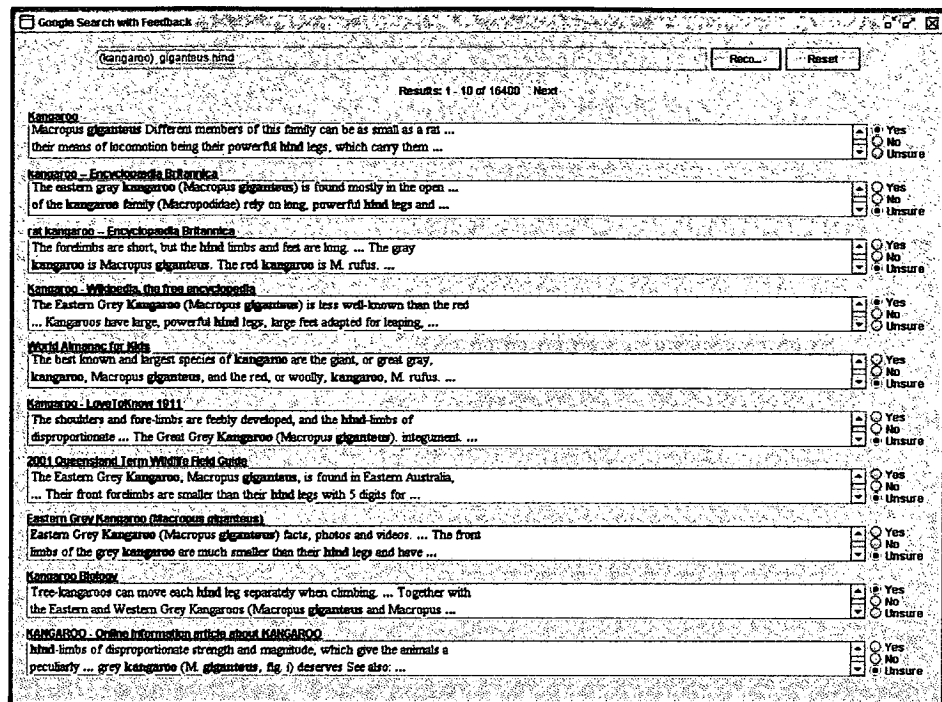 Google Search with Feedback
(kangaroo) giganteus hind
Reco... Reset
Results: 1 - 10 of 16400 Next
Kangaroo
Macropus giganteus Different members of this family can be as small as a rat ...
their means of locomotion being their powerful hind legs, which carry them ...
Yes
No
Unsure
kangaroo -- Encyclopædia Britannica
The eastern gray kangaroo (Macropus giganteus) is found mostly in the open ...
of the kangaroo family (Macropodidae) rely on long, powerful hind legs and ...
Yes
No
Unsure
rat kangaroo -- Encyclopædia Britannica
The forelimbs are short, but the hind limbs and feet are long. ... The gray
kangaroo is Macropus giganteus. The red kangaroo is M. rufus. ...
Yes
No
Unsure
Kangaroo - Wikipedia, the free encyclopedia
The Eastern Grey Kangaroo (Macropus giganteus) is less well-known than the red
... Kangaroos have large, powerful hind legs, large feet adapted for leaping, ...
Yes
No
Unsure
World Almanac for Kids
The best known and largest species of kangaroo are the giant, or great gray,
kangaroo, Macropus giganteus, and the red, or woolly, kangaroo, M. rufus. ...
Yes
No
Unsure
Kangaroo - LoveToKnow 1911
The shoulders and fore-limbs are feebly developed, and the hind-limbs of
disproportionate ... The Great Grey Kangaroo (Macropus giganteus). integument. ...
Yes
No
Unsure
2001 Queensland Term Wildlife Field Guide
The Eastern Grey Kangaroo, Macropus giganteus, is found in Eastern Australia,
... Their front forelimbs are smaller than their hind legs with 5 digits for ...
Yes
No
Unsure
Eastern Grey Kangaroo (Macropus giganteus)
Eastern Grey Kangaroo (Macropus giganteus) facts, photos and videos. ... The front
limbs of the grey kangaroo are much smaller than their hind legs and have ...
Yes
No
Unsure
Kangaroo Biology
Tree-kangaroos can move each hind leg separately when climbing. ... Together with
the Eastern and Western Grey Kangaroos (Macropus giganteus and Macropus ...
Yes
No
Unsure
KANGAROO - Online Information article about KANGAROO
hind-limbs of disproportionate strength and magnitude, which give the animals a
peculiarly ... grey kangaroo (M. giganteus, fig. i) deserves See also: ...
Yes
No
Unsure